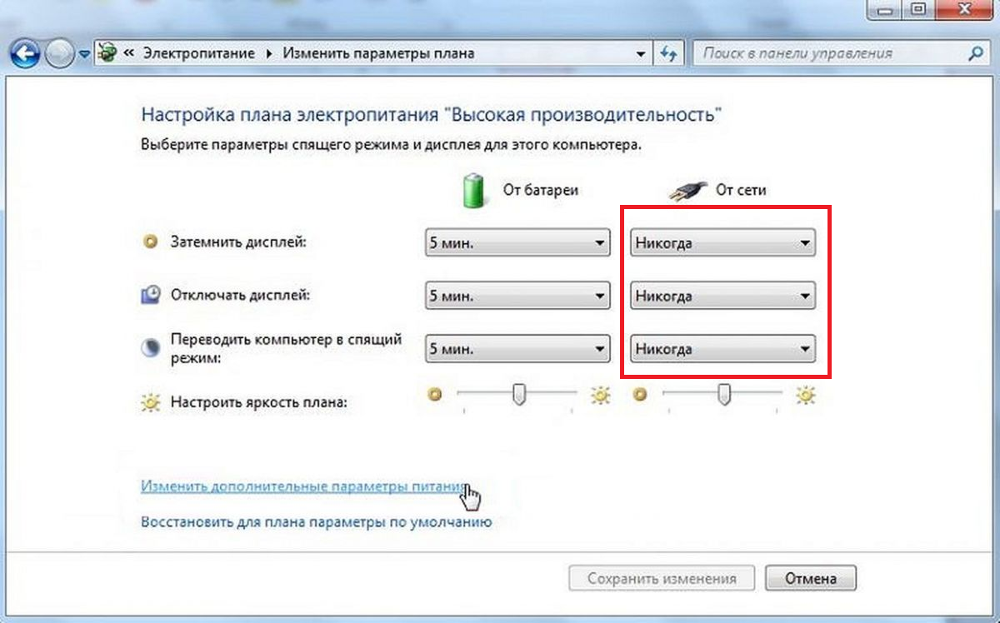 « Электропитание Изменить параметры плана Поиск в панели управления
Настройка плана электропитания "Высокая производительность"
Выберите параметры спящего режима и дисплея для этого компьютера.
От батареи От сети
Затемнить дисплей: 5 мин. Никогда
Отключать дисплей: 5 мин. Никогда
Переводить компьютер в спящий
режим: 5 мин. Никогда
Настроить яркость плана:
Изменить дополнительные параметры питания
Восстановить для плана параметры по умолчанию
Сохранить изменения Отмена